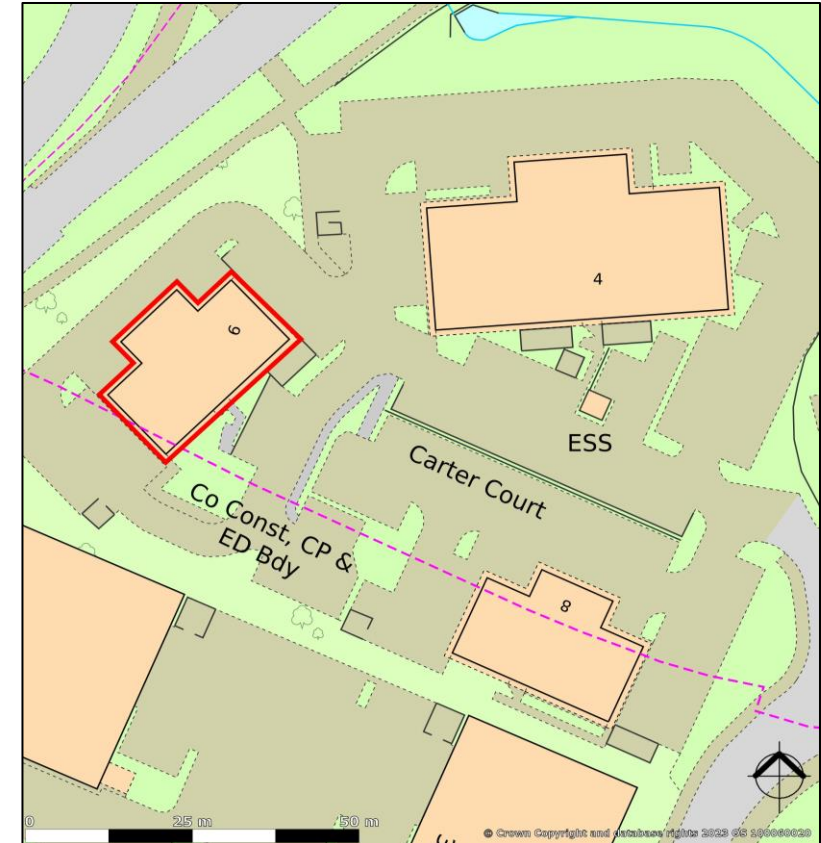 4
6
ESS
Carter Court
Co Const, CP &
ED Bdy
8
0
25 m
50 m
© Crown Copyright and database rights 2023 OS 100060020